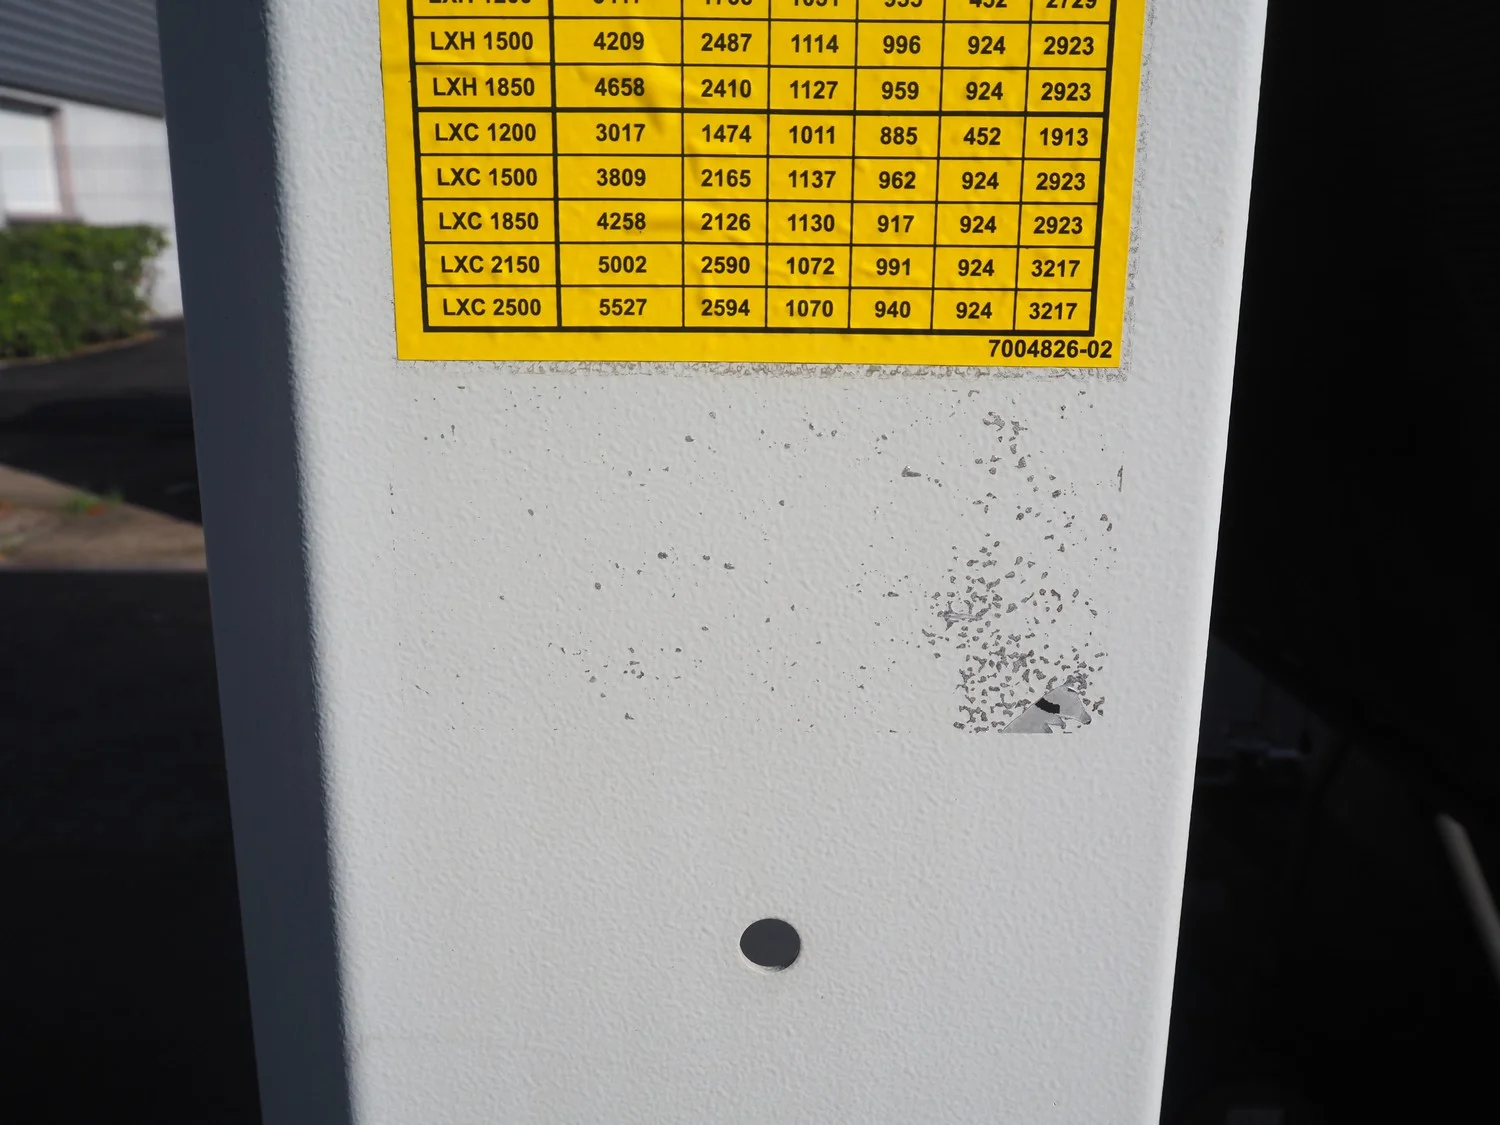 LXH 1500 4209 2487 1114 996 924 2923
LXH 1850 4658 2410 1127 959 924 2923
LXC 1200 3017 1474 1011 885 452 1913
LXC 1500 3809 2165 1137 962 924 2923
LXC 1850 4258 2126 1130 917 924 2923
LXC 2150 5002 2590 1072 991 924 3217
LXC 2500 5527 2594 1070 940 924 3217
7004826-02